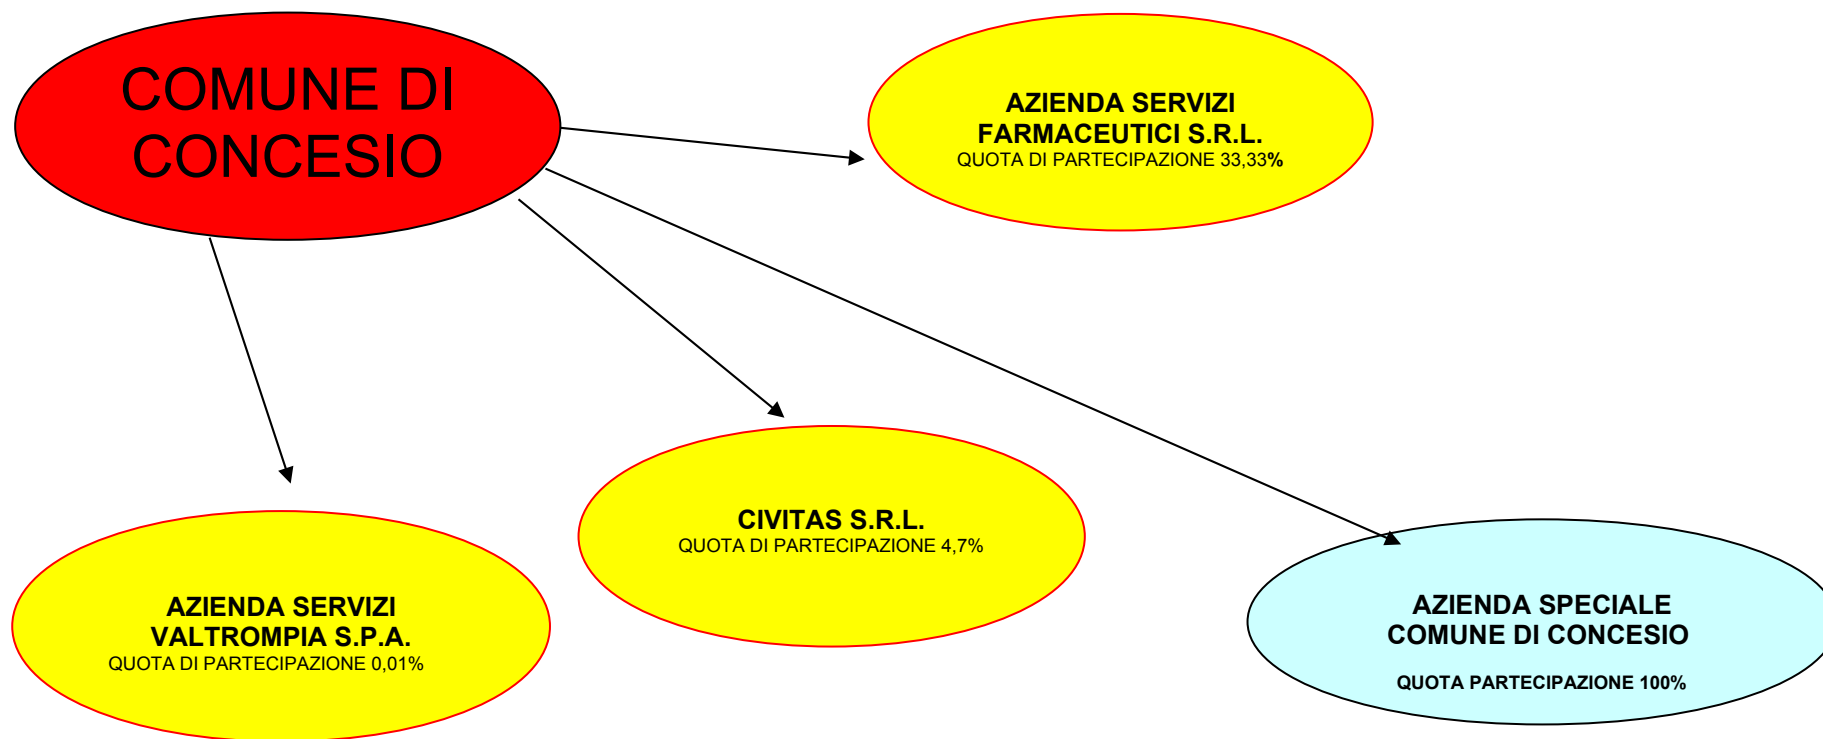 COMUNE DI
CONCESIO
AZIENDA SERVIZI
FARMACEUTICI S.R.L.
QUOTA DI PARTECIPAZIONE 33,33%
CIVITAS S.R.L.
QUOTA DI PARTECIPAZIONE 4,7%
AZIENDA SERVIZI
VALTROMPIA S.P.A.
QUOTA DI PARTECIPAZIONE 0,01%
AZIENDA SPECIALE
COMUNE DI CONCESIO
QUOTA PARTECIPAZIONE 100%